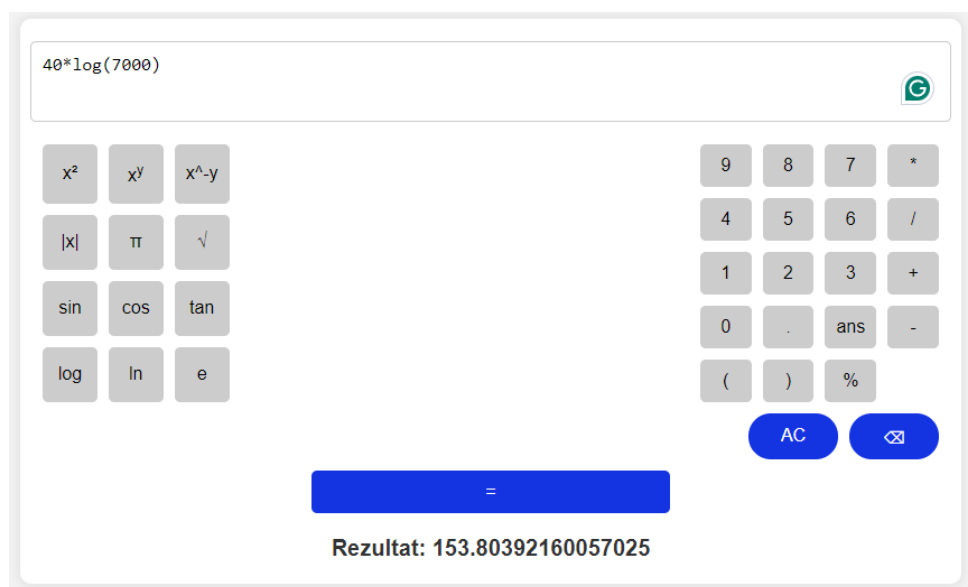 40*log(7000)
x² xʸ x^-y 9 8 7 *
|x| π √ 4 5 6 /
1 2 3 +
sin cos tan
0 . ans -
log ln e ( ) %
AC ⌫
=
Rezultat: 153.80392160057025